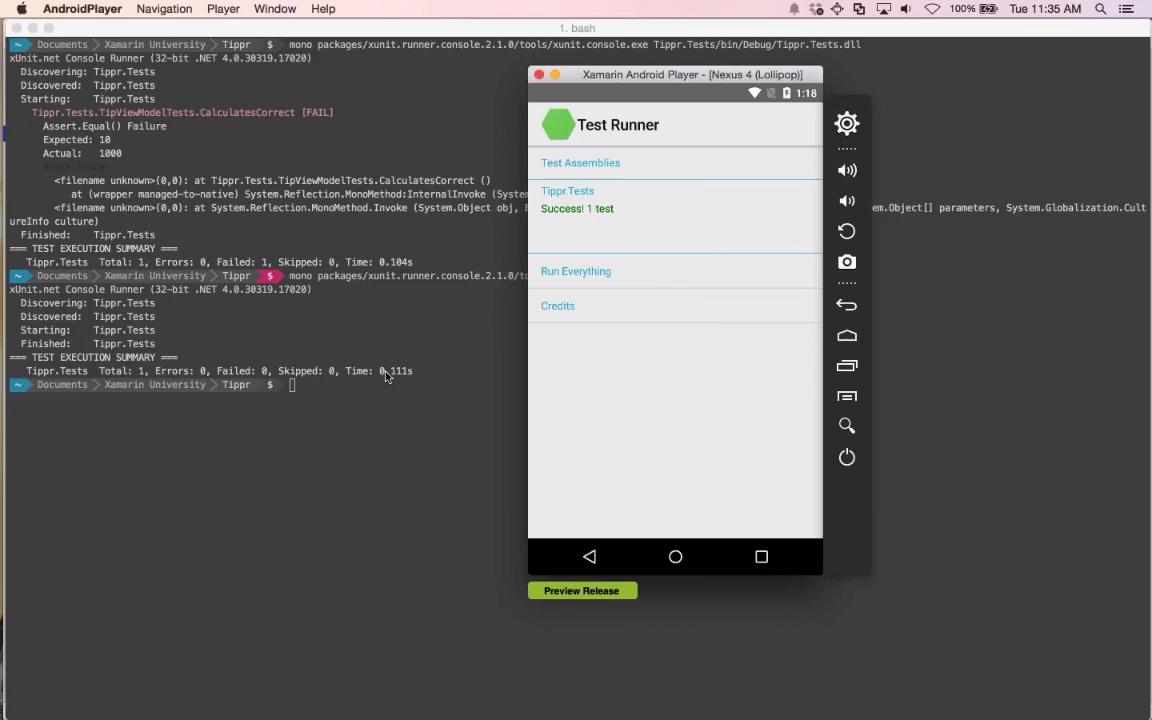 AndroidPlayer Navigation Player Window Help 100% Tue 11:35 AM
1. bash
~ Documents Xamarin University Tippr $ mono packages/xunit.runner.console.2.1.0/tools/xunit.console.exe Tippr.Tests/bin/Debug/Tippr.Tests.dll
xUnit.net Console Runner (32-bit .NET 4.0.30319.17020)
Discovering: Tippr.Tests
Discovered: Tippr.Tests
Starting: Tippr.Tests
Tippr.Tests.TipViewModelTests.CalculatesCorrect [FAIL]
Assert.Equal() Failure
Expected: 10
Actual: 1000
Stack Trace:
<filename unknown>(0,0): at Tippr.Tests.TipViewModelTests.CalculatesCorrect ()
at (wrapper managed-to-native) System.Reflection.MonoMethod:InternalInvoke (System
<filename unknown>(0,0): at System.Reflection.MonoMethod.Invoke (System.Object obj, em.Object[] parameters, System.Globalization.Cult
ureInfo culture)
Finished: Tippr.Tests
=== TEST EXECUTION SUMMARY ===
Tippr.Tests Total: 1, Errors: 0, Failed: 1, Skipped: 0, Time: 0.104s
~ Documents Xamarin University Tippr $ mono packages/xunit.runner.console.2.1.0/to
xUnit.net Console Runner (32-bit .NET 4.0.30319.17020)
Discovering: Tippr.Tests
Discovered: Tippr.Tests
Starting: Tippr.Tests
Finished: Tippr.Tests
=== TEST EXECUTION SUMMARY ===
Tippr.Tests Total: 1, Errors: 0, Failed: 0, Skipped: 0, Time: 0.111s
~ Documents Xamarin University Tippr $
Xamarin Android Player - [Nexus 4 (Lollipop)]
1:18
Test Runner
Test Assemblies
Tippr.Tests
Success! 1 test
Run Everything
Credits
Preview Release